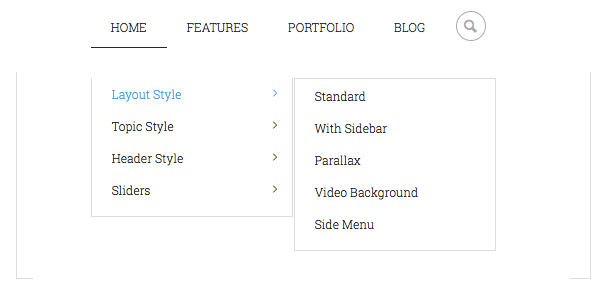 HOME FEATURES PORTFOLIO BLOG
Layout Style
Topic Style
Header Style
Sliders
Standard
With Sidebar
Parallax
Video Background
Side Menu